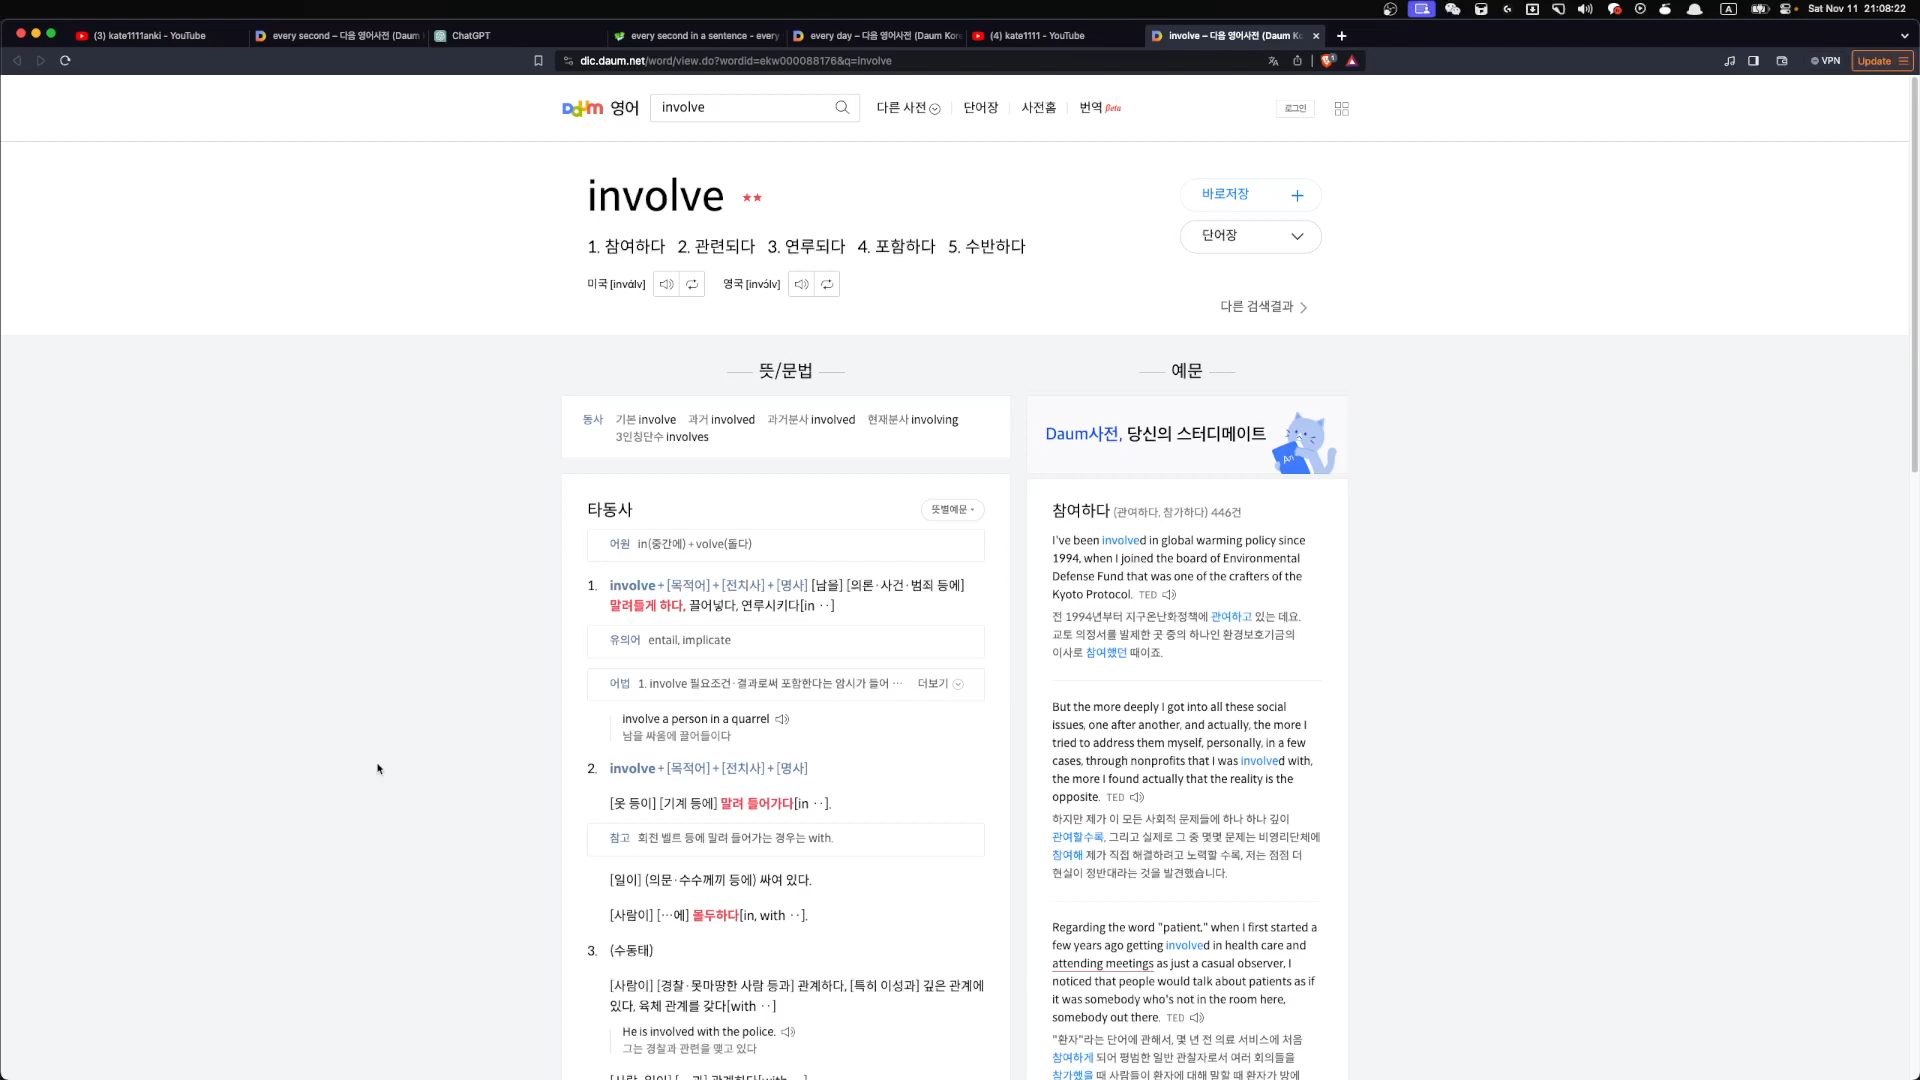 Sat Nov 11 21:08:22
(3) kate1111anki - YouTube
every second – 다음 영어사전 (Daum
ChatGPT
every second in a sentence - every
every day – 다음 영어사전 (Daum Kor
(4) kate1111 - YouTube
involve – 다음 영어사전 (Daum Ko
dic.daum.net/word/view.do?wordid=ekw000088176&q=involve
VPN
Update
Daum 영어
involve
다른 사전
단어장
사전홈
번역 Beta
로그인
involve ★★
바로저장
1. 참여하다 2. 관련되다 3. 연루되다 4. 포함하다 5. 수반하다
단어장
미국 [invάlv]
영국 [invɔ́lv]
다른 검색결과
뜻/문법
동사 기본 involve 과거 involved 과거분사 involved 현재분사 involving
3인칭단수 involves
타동사
뜻별예문
어원 in(중간에)+volve(돌다)
1. involve+[목적어]+[전치사]+[명사] [남을] [의론·사건·범죄 등에]
말려들게 하다, 끌어넣다, 연루시키다[in ‥]
유의어 entail, implicate
어법 1. involve 필요조건·결과로써 포함한다는 암시가 들어 … 더보기
involve a person in a quarrel
남을 싸움에 끌어들이다
2. involve+[목적어]+[전치사]+[명사]
[옷 등이] [기계 등에] 말려 들어가다[in ‥].
참고 회전 벨트 등에 밀려 들어가는 경우는 with.
[일이] (의문·수수께끼 등에) 싸여 있다.
[사람이] […에] 몰두하다[in, with ‥].
3. (수동태)
[사람이] [경찰·못마땅한 사람 등과] 관계하다, [특히 이성과] 깊은 관계에
있다, 육체 관계를 갖다[with ‥]
He is involved with the police.
그는 경찰과 관련을 맺고 있다
예문
Daum사전, 당신의 스터디메이트
참여하다 (관여하다, 참가하다) 446건
I've been involved in global warming policy since
1994, when I joined the board of Environmental
Defense Fund that was one of the crafters of the
Kyoto Protocol. TED
전 1994년부터 지구온난화정책에 관여하고 있는 데요.
교토 의정서를 발제한 곳 중의 하나인 환경보호기금의
이사로 참여했던 때이죠.
But the more deeply I got into all these social
issues, one after another, and actually, the more I
tried to address them myself, personally, in a few
cases, through nonprofits that I was involved with,
the more I found actually that the reality is the
opposite. TED
하지만 제가 이 모든 사회적 문제들에 하나 하나 깊이
관여할수록, 그리고 실제로 그 중 몇몇 문제는 비영리단체에
참여해 제가 직접 해결하려고 노력할 수록, 저는 점점 더
현실이 정반대라는 것을 발견했습니다.
Regarding the word "patient," when I first started a
few years ago getting involved in health care and
attending meetings as just a casual observer, I
noticed that people would talk about patients as if
it was somebody who's not in the room here,
somebody out there. TED
"환자"라는 단어에 관해서, 몇 년 전 의료 서비스에 처음
참여하게 되어 평범한 일반 관찰자로서 여러 회의들을
참가했을 때 사람들이 환자에 대해 말할 때 환자가 방에